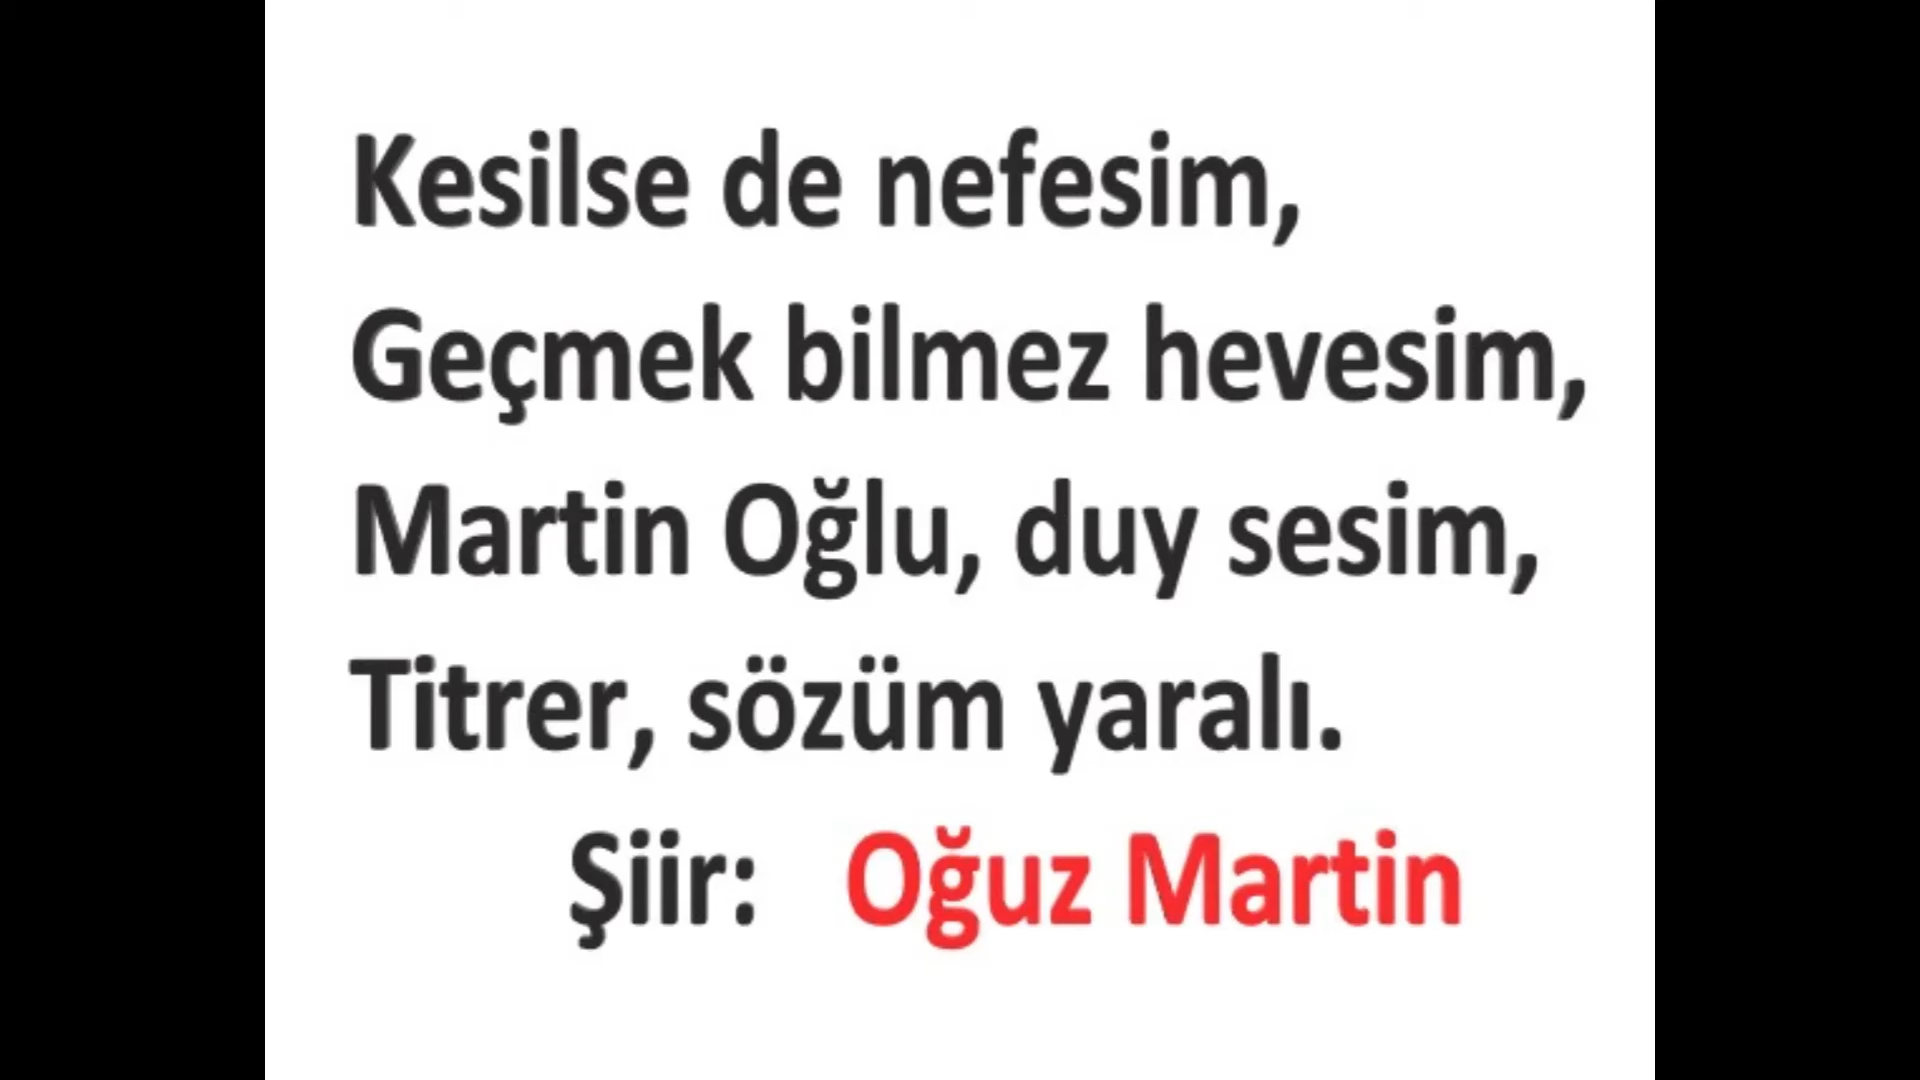 Kesilse de nefesim,
Geçmek bilmez hevesim,
Martin Oğlu, duy sesim,
Titrer, sözüm yaralı.
Şiir: Oğuz Martin